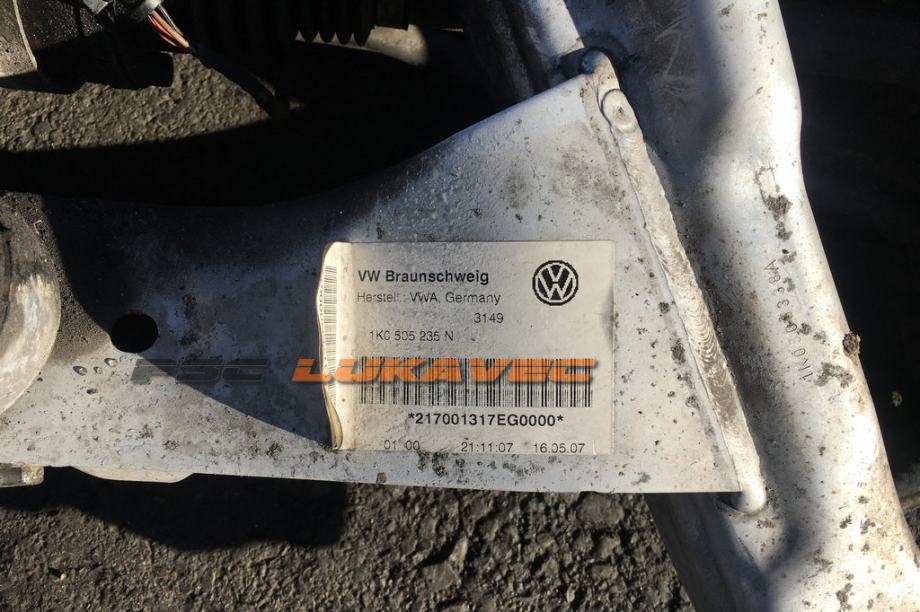 VW Braunschweig
Herstell.: VWA, Germany
3149
1K0 505 235 N
FSC LUKAVEC
*217001317EG0000*
01 00 21:11:07 16.05.07